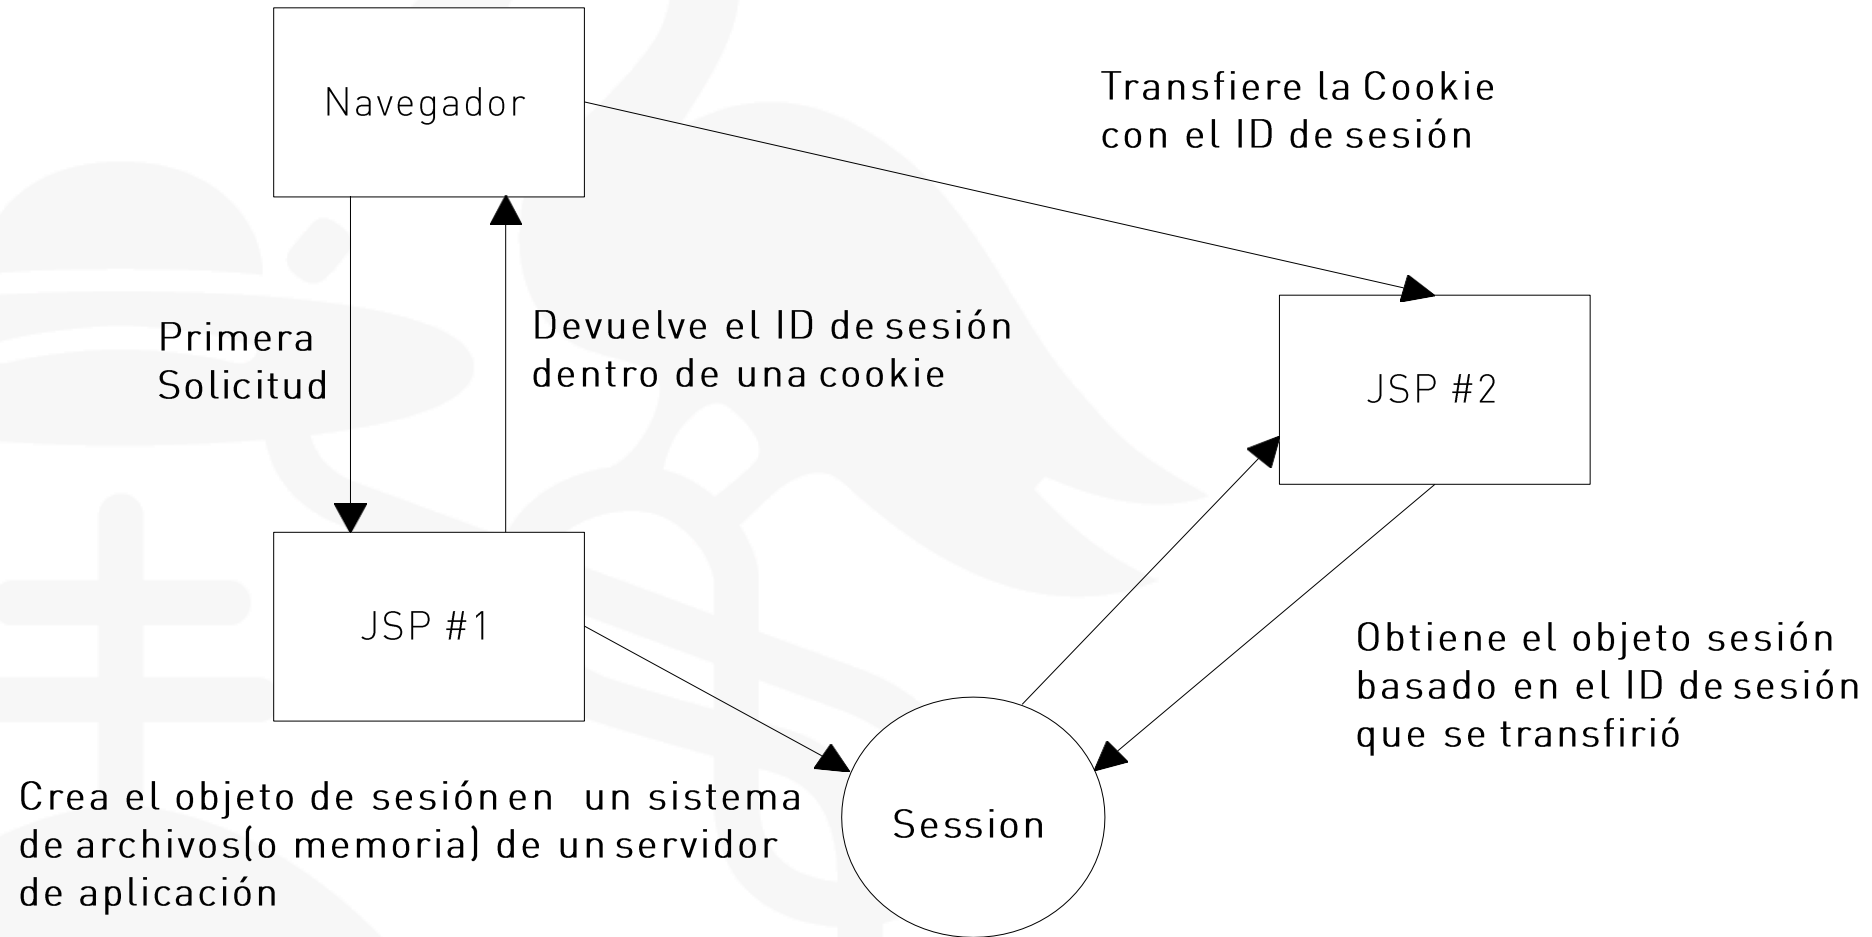 Navegador
Transfiere la Cookie
con el ID de sesión
Primera
Solicitud
Devuelve el ID de sesión
dentro de una cookie
JSP #2
JSP #1
Obtiene el objeto sesión
basado en el ID de sesión
que se transfirió
Crea el objeto de sesión en un sistema
de archivos(o memoria) de un servidor
de aplicación
Session